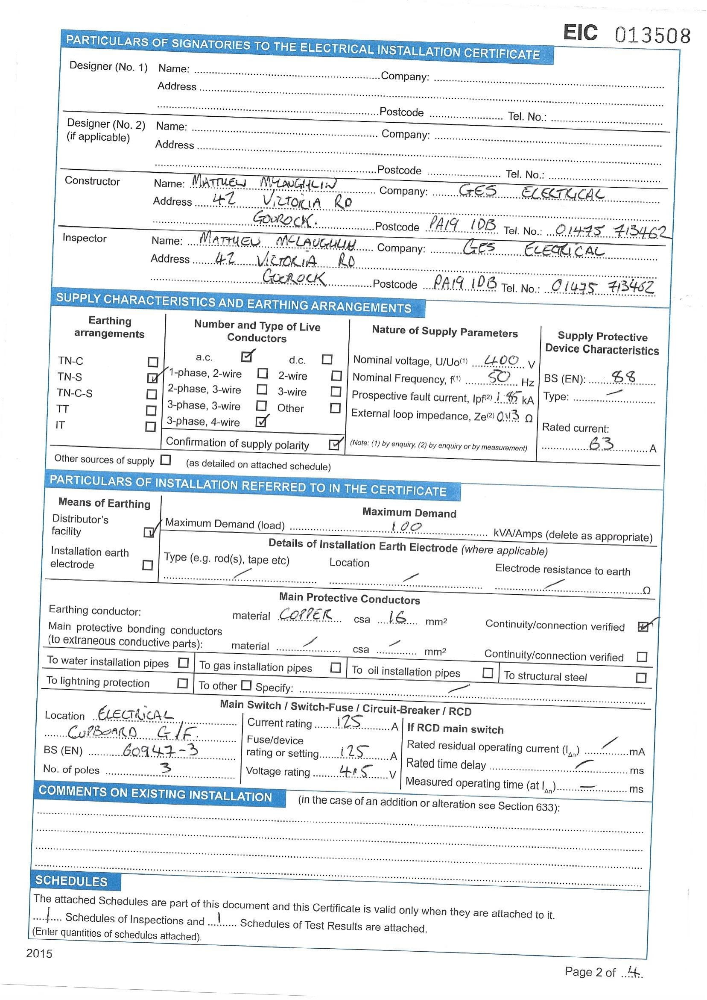 EIC 013508
PARTICULARS OF SIGNATORIES TO THE ELECTRICAL INSTALLATION CERTIFICATE
Designer (No. 1) Name: Company:
Address
Postcode Tel. No.:
Designer (No. 2) Name: Company:
(if applicable)
Address
Postcode Tel. No.:
Constructor Name: MATTHEW MCLAUGHLIN Company: GES ELECTRICAL
Address 42 VICTORIA RD
GOUROCK. Postcode PA19 1DB Tel. No.: 01475 713462
Inspector Name: MATTHEW MCLAUGHLIN Company: GES ELECTRICAL
Address 42 VICTORIA RD
GOUROCK Postcode PA19 1DB Tel. No.: 01475 713462
SUPPLY CHARACTERISTICS AND EARTHING ARRANGEMENTS
Earthing
arrangements
TN-C
TN-S
TN-C-S
TT
IT
Number and Type of Live
Conductors
a.c. d.c.
1-phase, 2-wire 2-wire
2-phase, 3-wire 3-wire
3-phase, 3-wire Other
3-phase, 4-wire
Confirmation of supply polarity
Nature of Supply Parameters
Nominal voltage, U/Uo(1) 400 V
Nominal Frequency, f(1) 50 Hz
Prospective fault current, Ipf(2) 1.85 kA
External loop impedance, Ze(2) 0.13 Ω
(Note: (1) by enquiry, (2) by enquiry or by measurement)
Supply Protective
Device Characteristics
BS (EN): 88
Type: /
Rated current:
63 A
Other sources of supply (as detailed on attached schedule)
PARTICULARS OF INSTALLATION REFERRED TO IN THE CERTIFICATE
Means of Earthing
Distributor's
facility
Installation earth
electrode
Maximum Demand
Maximum Demand (load) 100 kVA/Amps (delete as appropriate)
Details of Installation Earth Electrode (where applicable)
Type (e.g. rod(s), tape etc) Location Electrode resistance to earth
/ / / Ω
Main Protective Conductors
Earthing conductor: material COPPER csa 16 mm2 Continuity/connection verified
Main protective bonding conductors
(to extraneous conductive parts): material / csa / mm2 Continuity/connection verified
To water installation pipes To gas installation pipes To oil installation pipes To structural steel
To lightning protection To other Specify: /
Main Switch / Switch-Fuse / Circuit-Breaker / RCD
Location ELECTRICAL
CUPBOARD G/F.
BS (EN) 60947-3
No. of poles 3
Current rating 125 A
Fuse/device
rating or setting 125 A
Voltage rating 415 V
If RCD main switch
Rated residual operating current (IΔn) / mA
Rated time delay / ms
Measured operating time (at IΔn) — ms
COMMENTS ON EXISTING INSTALLATION (in the case of an addition or alteration see Section 633):
SCHEDULES
The attached Schedules are part of this document and this Certificate is valid only when they are attached to it.
1 Schedules of Inspections and 1 Schedules of Test Results are attached.
(Enter quantities of schedules attached).
2015
Page 2 of 4